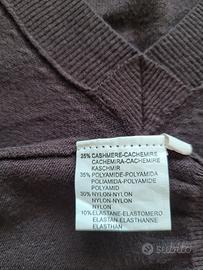 25% CASHMERE-CACHEMIRE
CACHEMIRA-CACHEMIRE
KASCHMIR
35% POLYAMIDE-POLYAMIDA
POLIAMIDA-POLYAMIDE
POLYAMID
30% NYLON-NYLON
NYLON-NYLON
NYLON
10% ELASTANE-ELASTOMERO
ELASTAN ELASTHANNE
ELASTHAN
subito